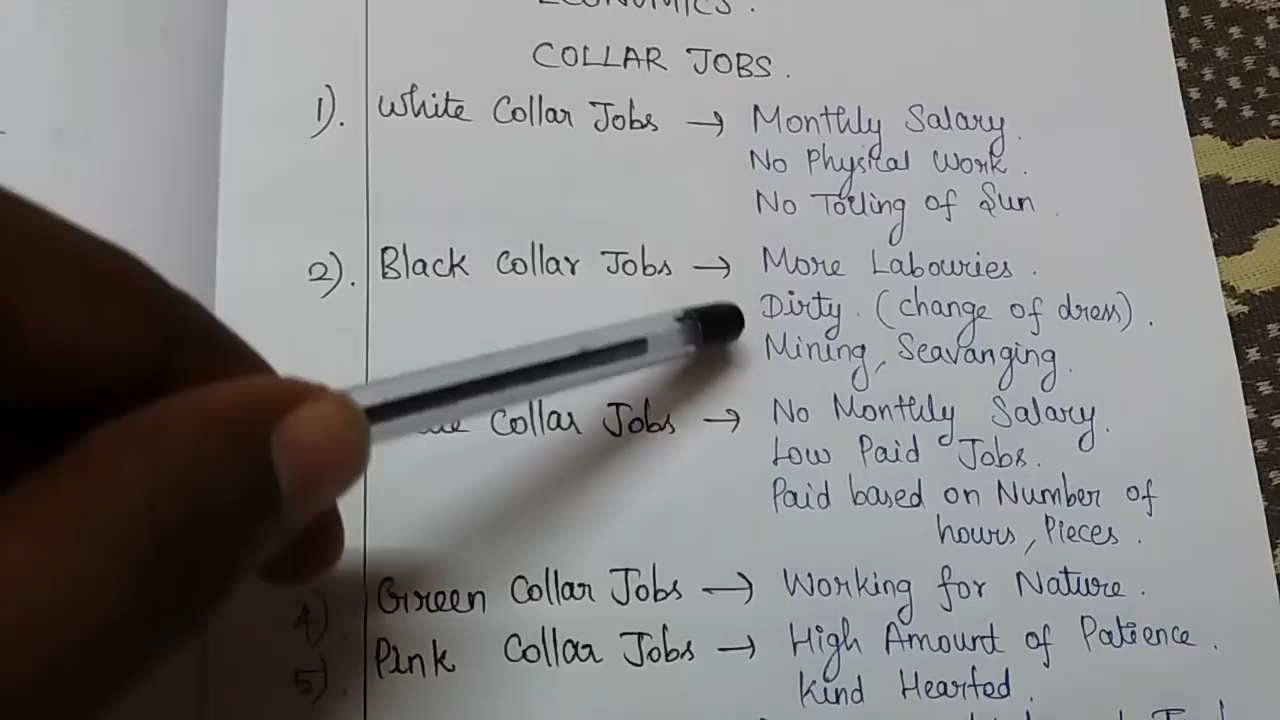 ECONOMICS.
COLLAR JOBS.
1). White Collar Jobs → Monthly Salary.
No Physical Work.
No Toiling of Sun
2). Black Collar Jobs → More Labouries.
Dirty. (change of dress).
Mining, Seavanging.
Collar Jobs → No Monthly Salary.
Low Paid Jobs.
Paid based on Number of
hours, Pieces.
4). Green Collar Jobs → Working for Nature.
5). Pink Collar Jobs → High Amount of Patience.
Kind Hearted.